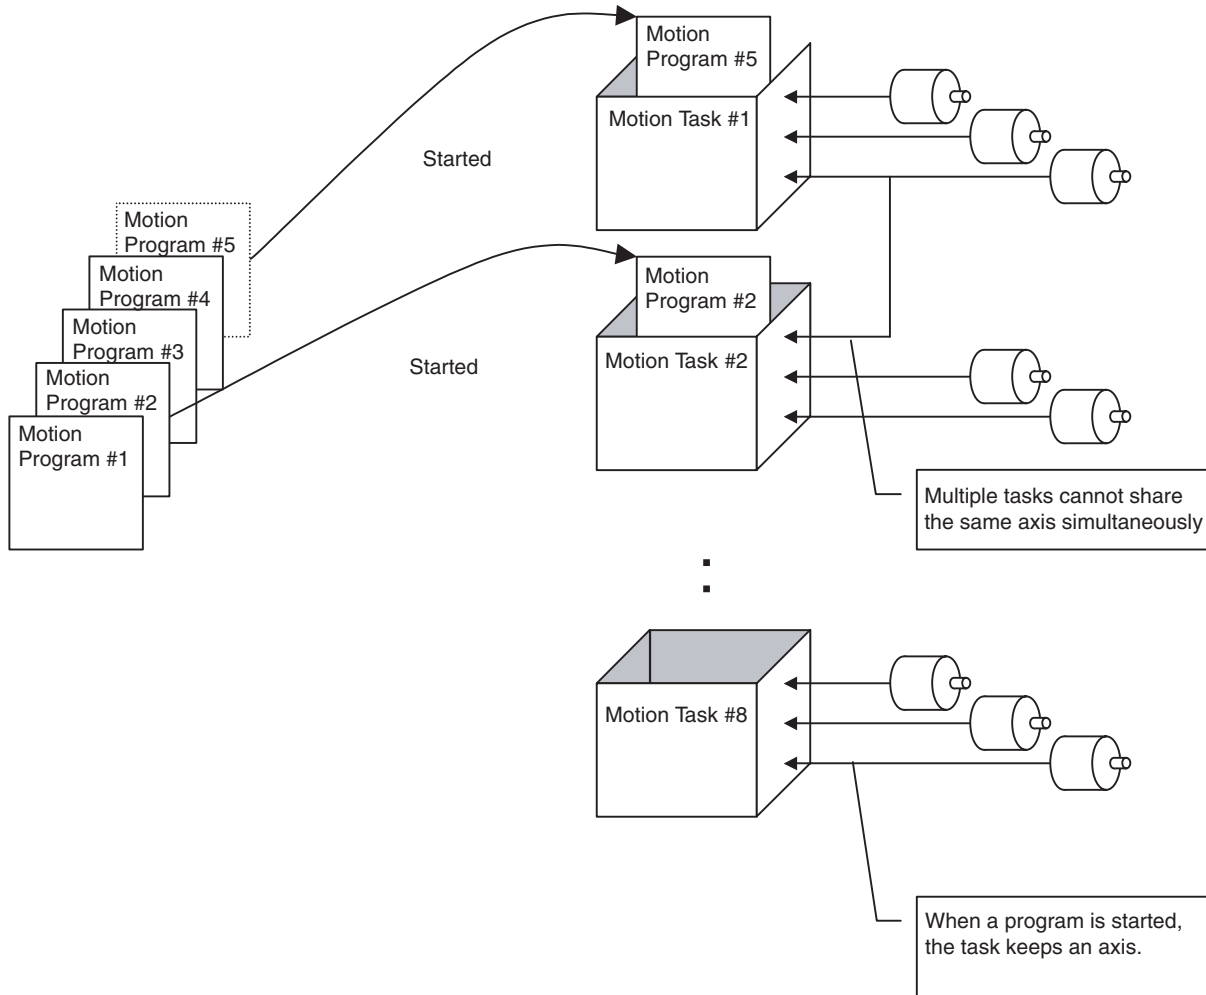 Motion
Program #5
Motion Task #1
Started
Motion
Program #5
Motion
Program #4
Motion
Program #3
Motion
Program #2
Motion
Program #1
Motion
Program #2
Started
Motion Task #2
Multiple tasks cannot share
the same axis simultaneously
Motion Task #8
When a program is started,
the task keeps an axis.